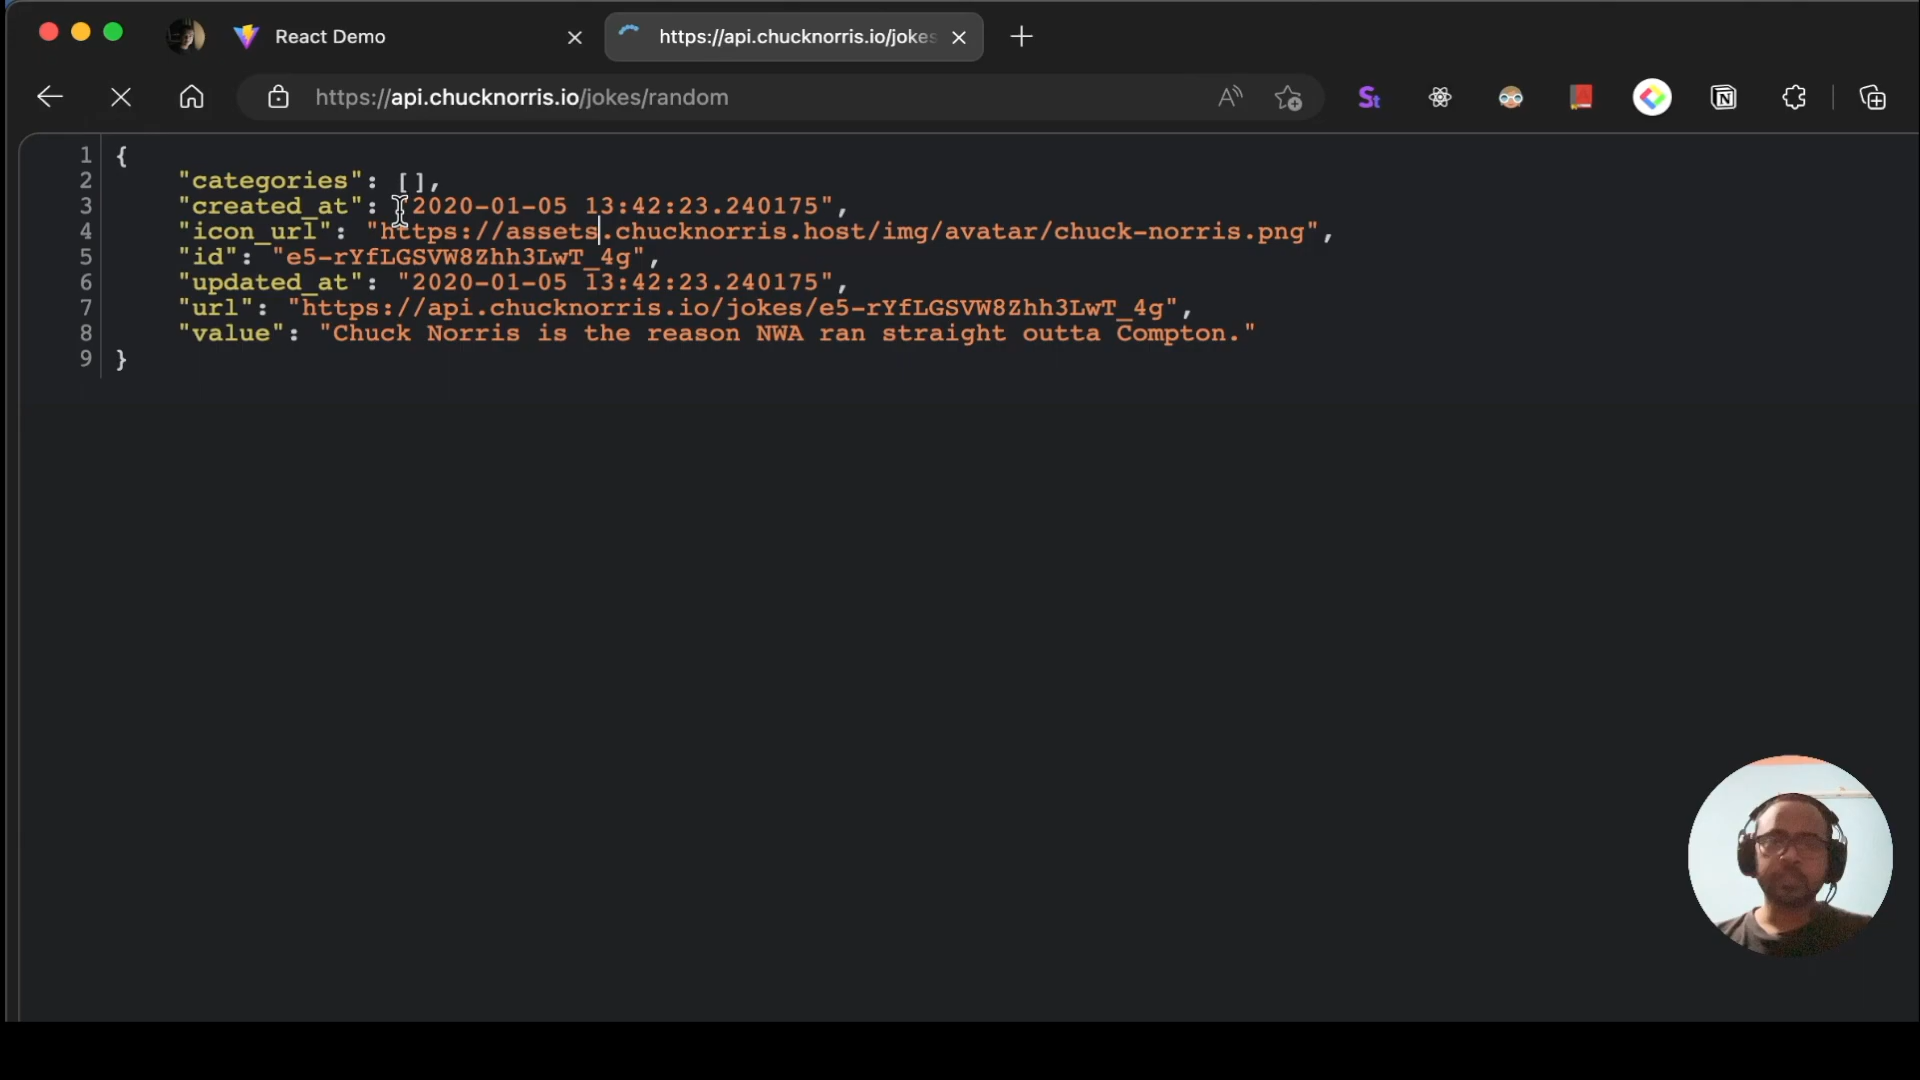 React Demo
https://api.chucknorris.io/jokes
https://api.chucknorris.io/jokes/random
A
St
N
1 {
2 "categories": [],
3 "created_at": "2020-01-05 13:42:23.240175",
4 "icon_url": "https://assets.chucknorris.host/img/avatar/chuck-norris.png",
5 "id": "e5-rYfLGSVW8Zhh3LwT_4g",
6 "updated_at": "2020-01-05 13:42:23.240175",
7 "url": "https://api.chucknorris.io/jokes/e5-rYfLGSVW8Zhh3LwT_4g",
8 "value": "Chuck Norris is the reason NWA ran straight outta Compton."
9 }